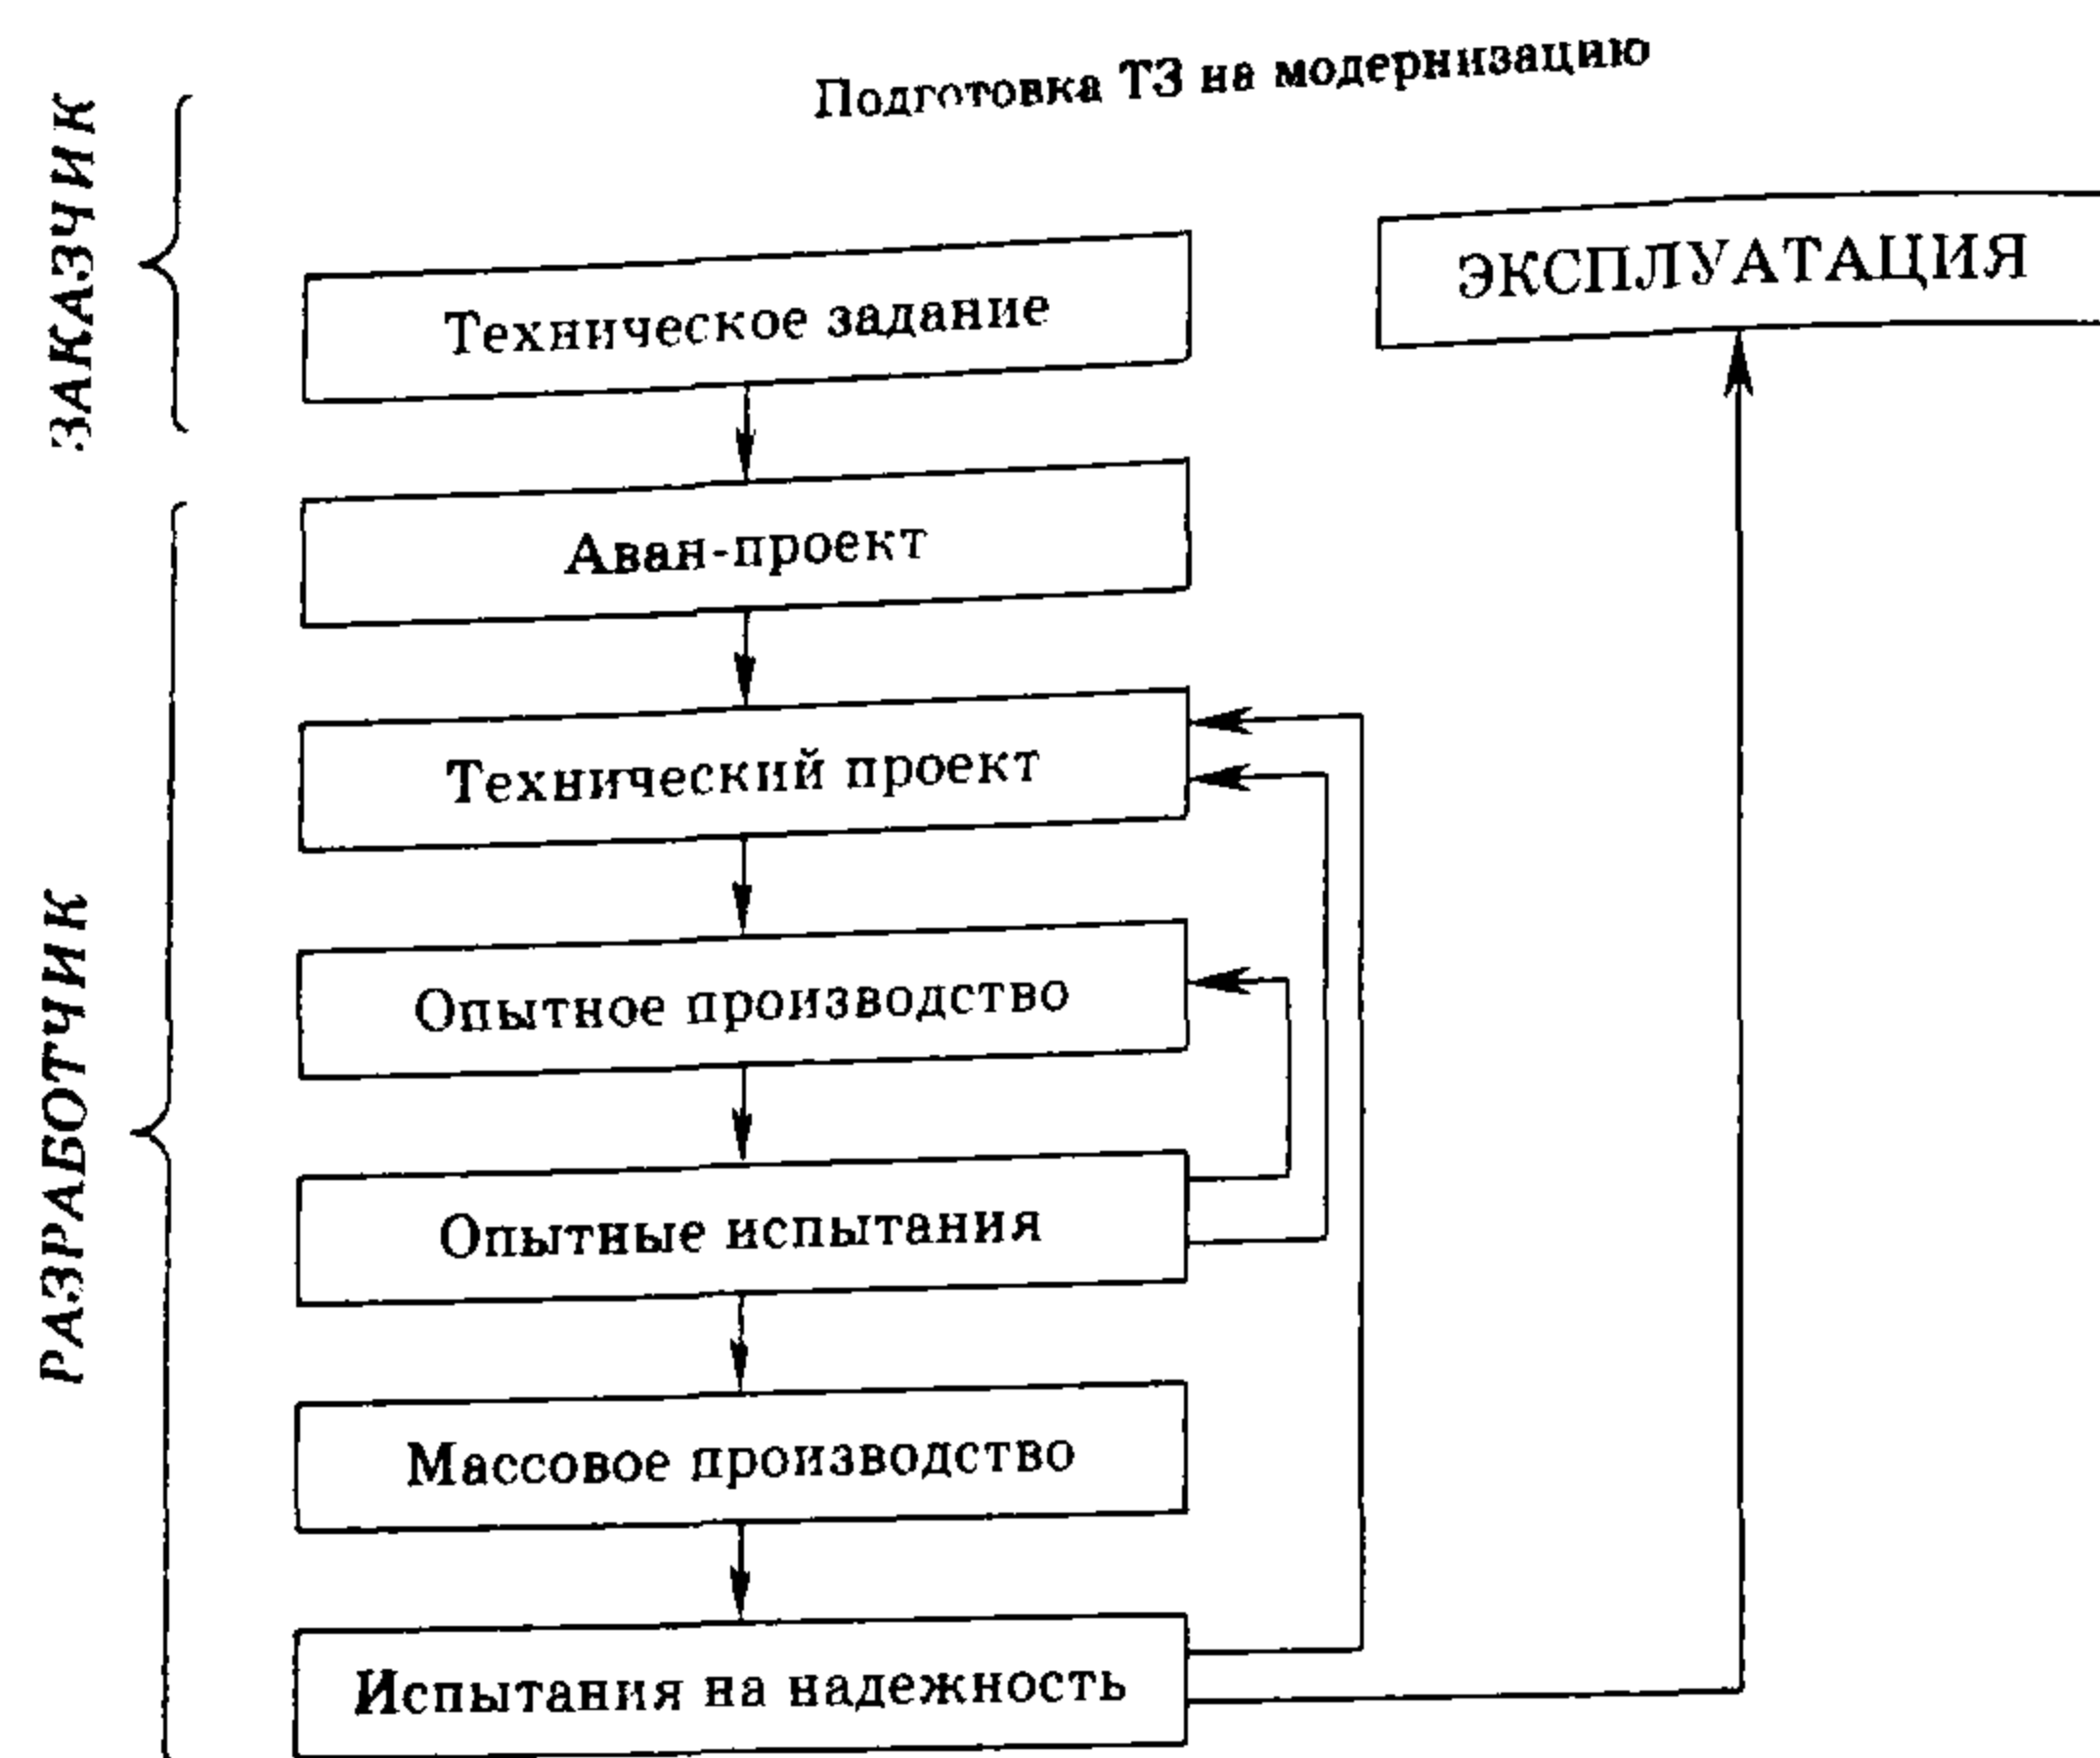 Подготовка ТЗ на модернизацию
ЗАКАЗЧИК
Техническое задание
ЭКСПЛУАТАЦИЯ
Аван-проект
Технический проект
РАЗРАБОТЧИК
Опытное производство
Опытные испытания
Массовое производство
Испытания на надежность